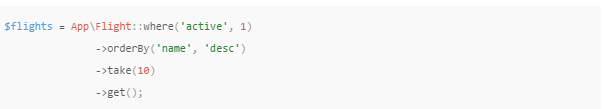 $flights = App\Flight::where('active', 1)
->orderBy('name', 'desc')
->take(10)
->get();